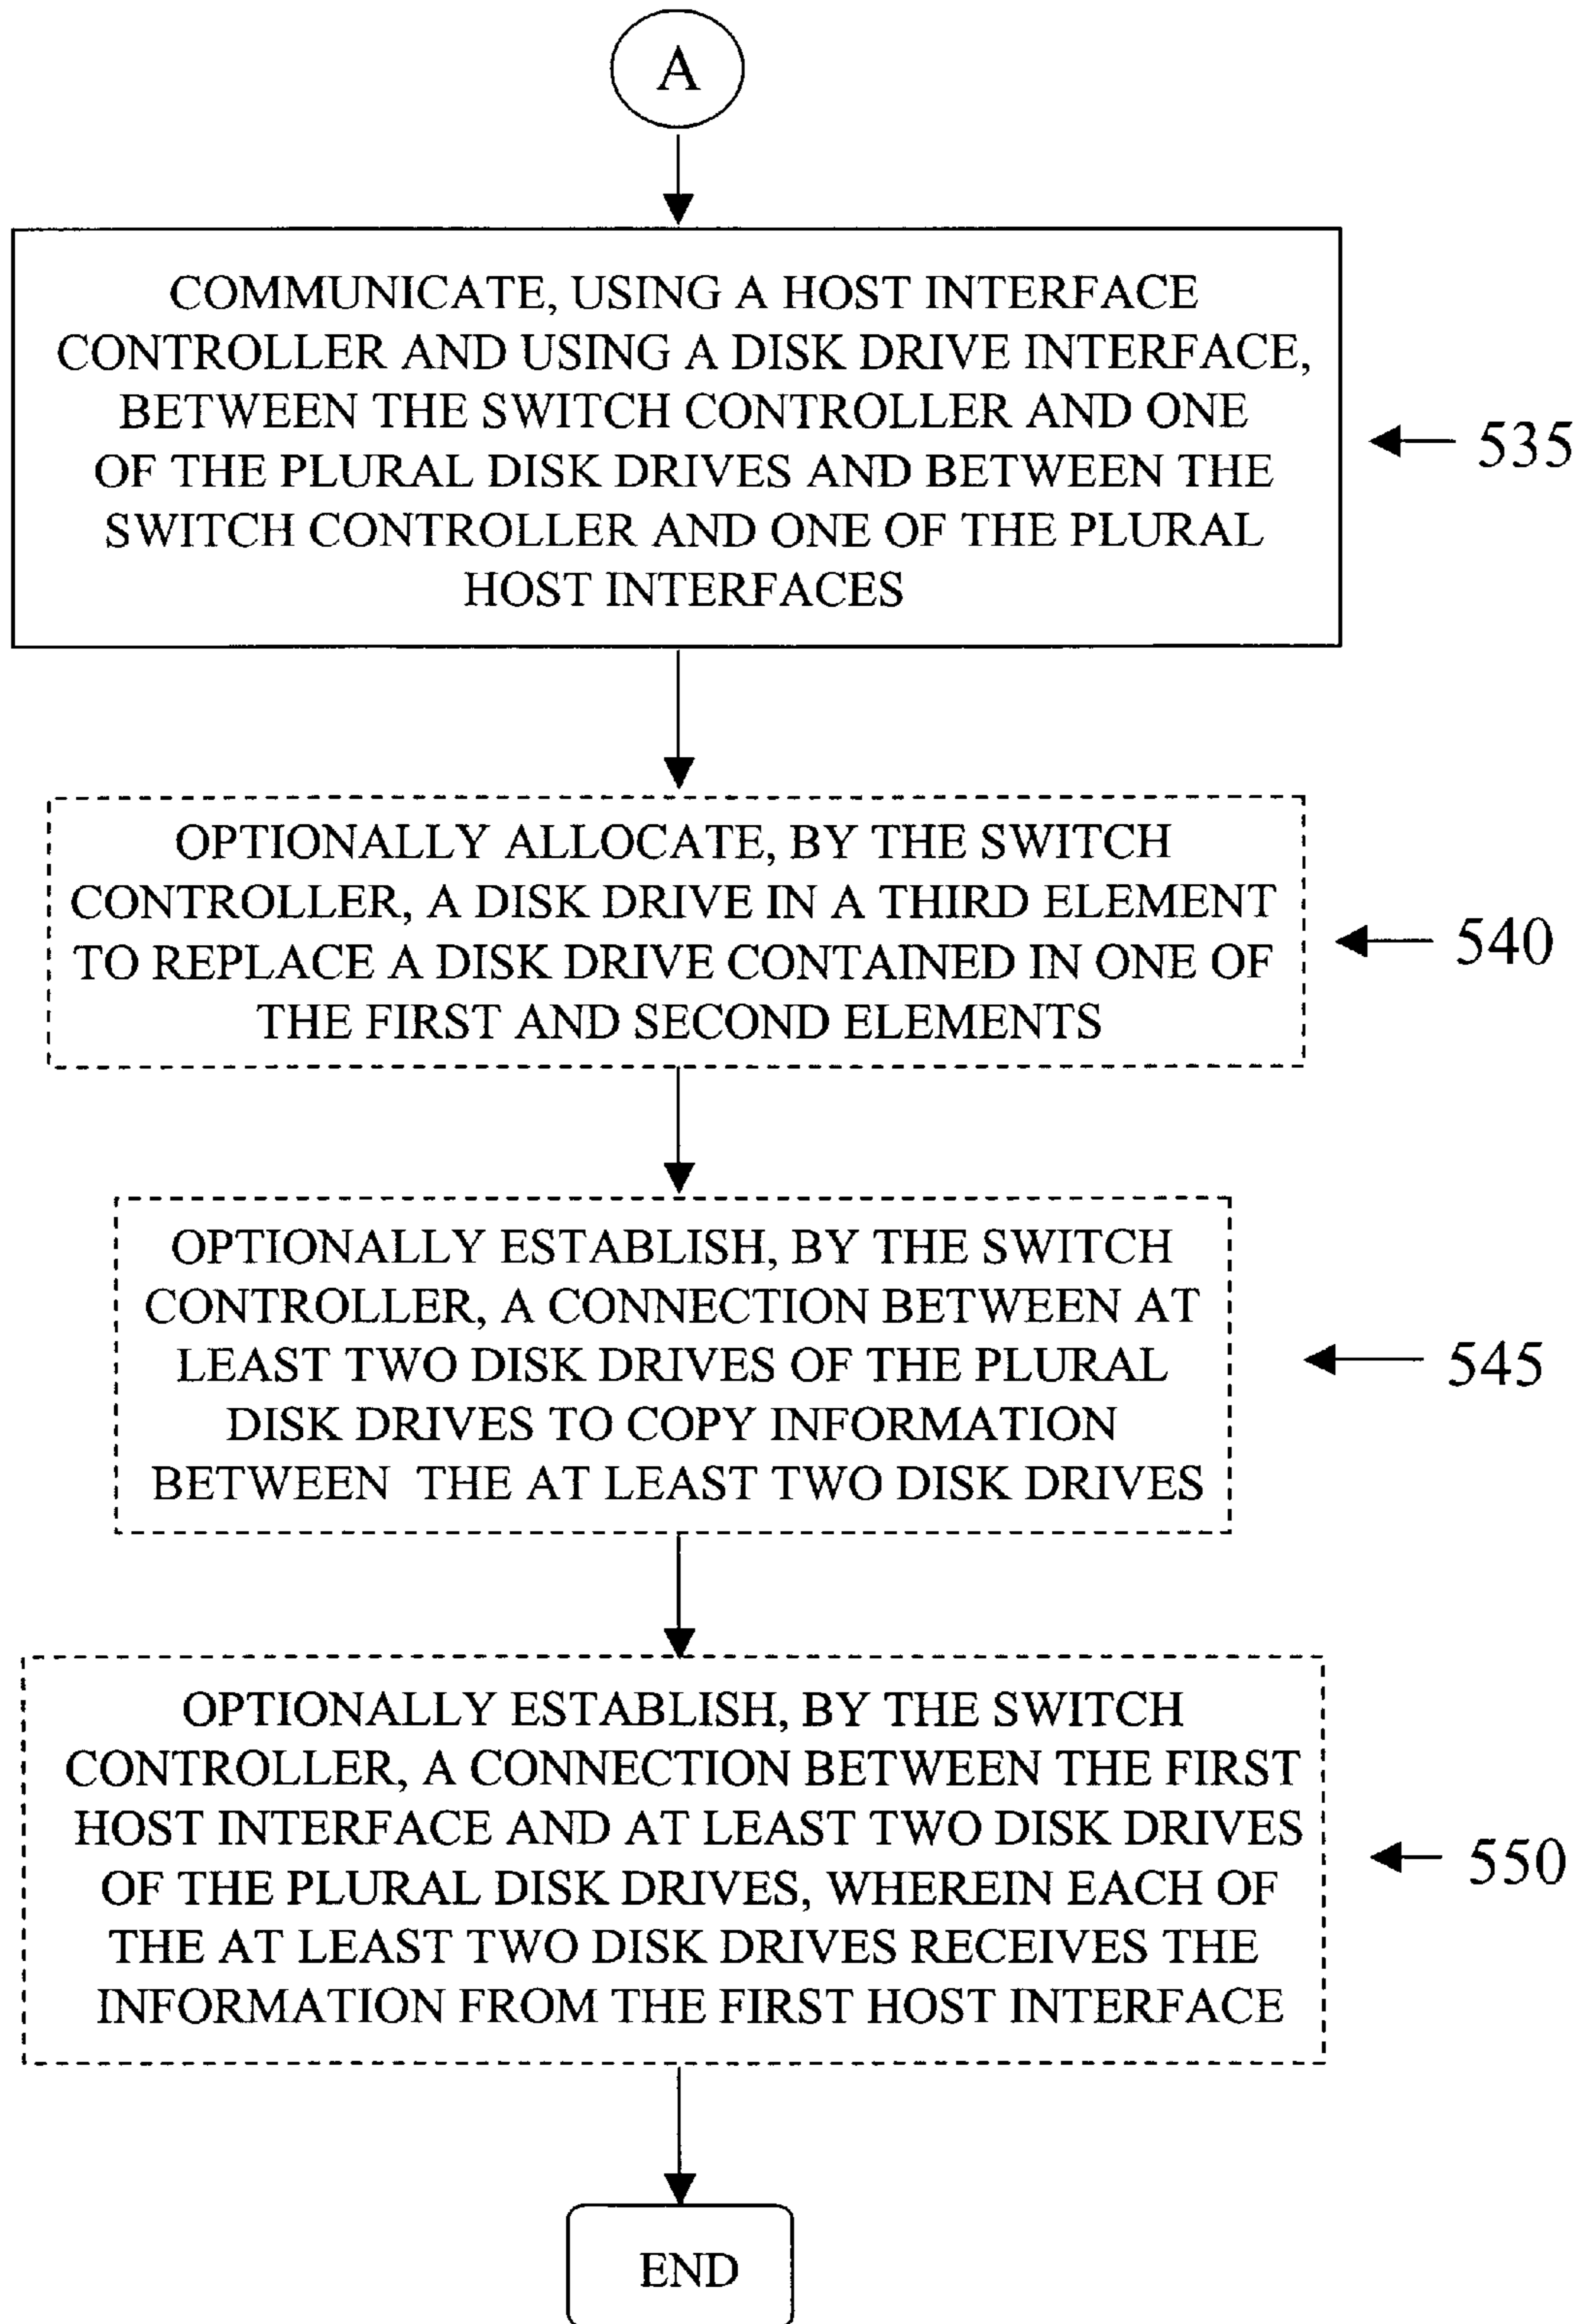 A
COMMUNICATE, USING A HOST INTERFACE
CONTROLLER AND USING A DISK DRIVE INTERFACE,
BETWEEN THE SWITCH CONTROLLER AND ONE
OF THE PLURAL DISK DRIVES AND BETWEEN THE
SWITCH CONTROLLER AND ONE OF THE PLURAL
HOST INTERFACES
535
OPTIONALLY ALLOCATE, BY THE SWITCH
CONTROLLER, A DISK DRIVE IN A THIRD ELEMENT
TO REPLACE A DISK DRIVE CONTAINED IN ONE OF
THE FIRST AND SECOND ELEMENTS
540
OPTIONALLY ESTABLISH, BY THE SWITCH
CONTROLLER, A CONNECTION BETWEEN AT
LEAST TWO DISK DRIVES OF THE PLURAL
DISK DRIVES TO COPY INFORMATION
BETWEEN THE AT LEAST TWO DISK DRIVES
545
OPTIONALLY ESTABLISH, BY THE SWITCH
CONTROLLER, A CONNECTION BETWEEN THE FIRST
HOST INTERFACE AND AT LEAST TWO DISK DRIVES
OF THE PLURAL DISK DRIVES, WHEREIN EACH OF
THE AT LEAST TWO DISK DRIVES RECEIVES THE
INFORMATION FROM THE FIRST HOST INTERFACE
550
END